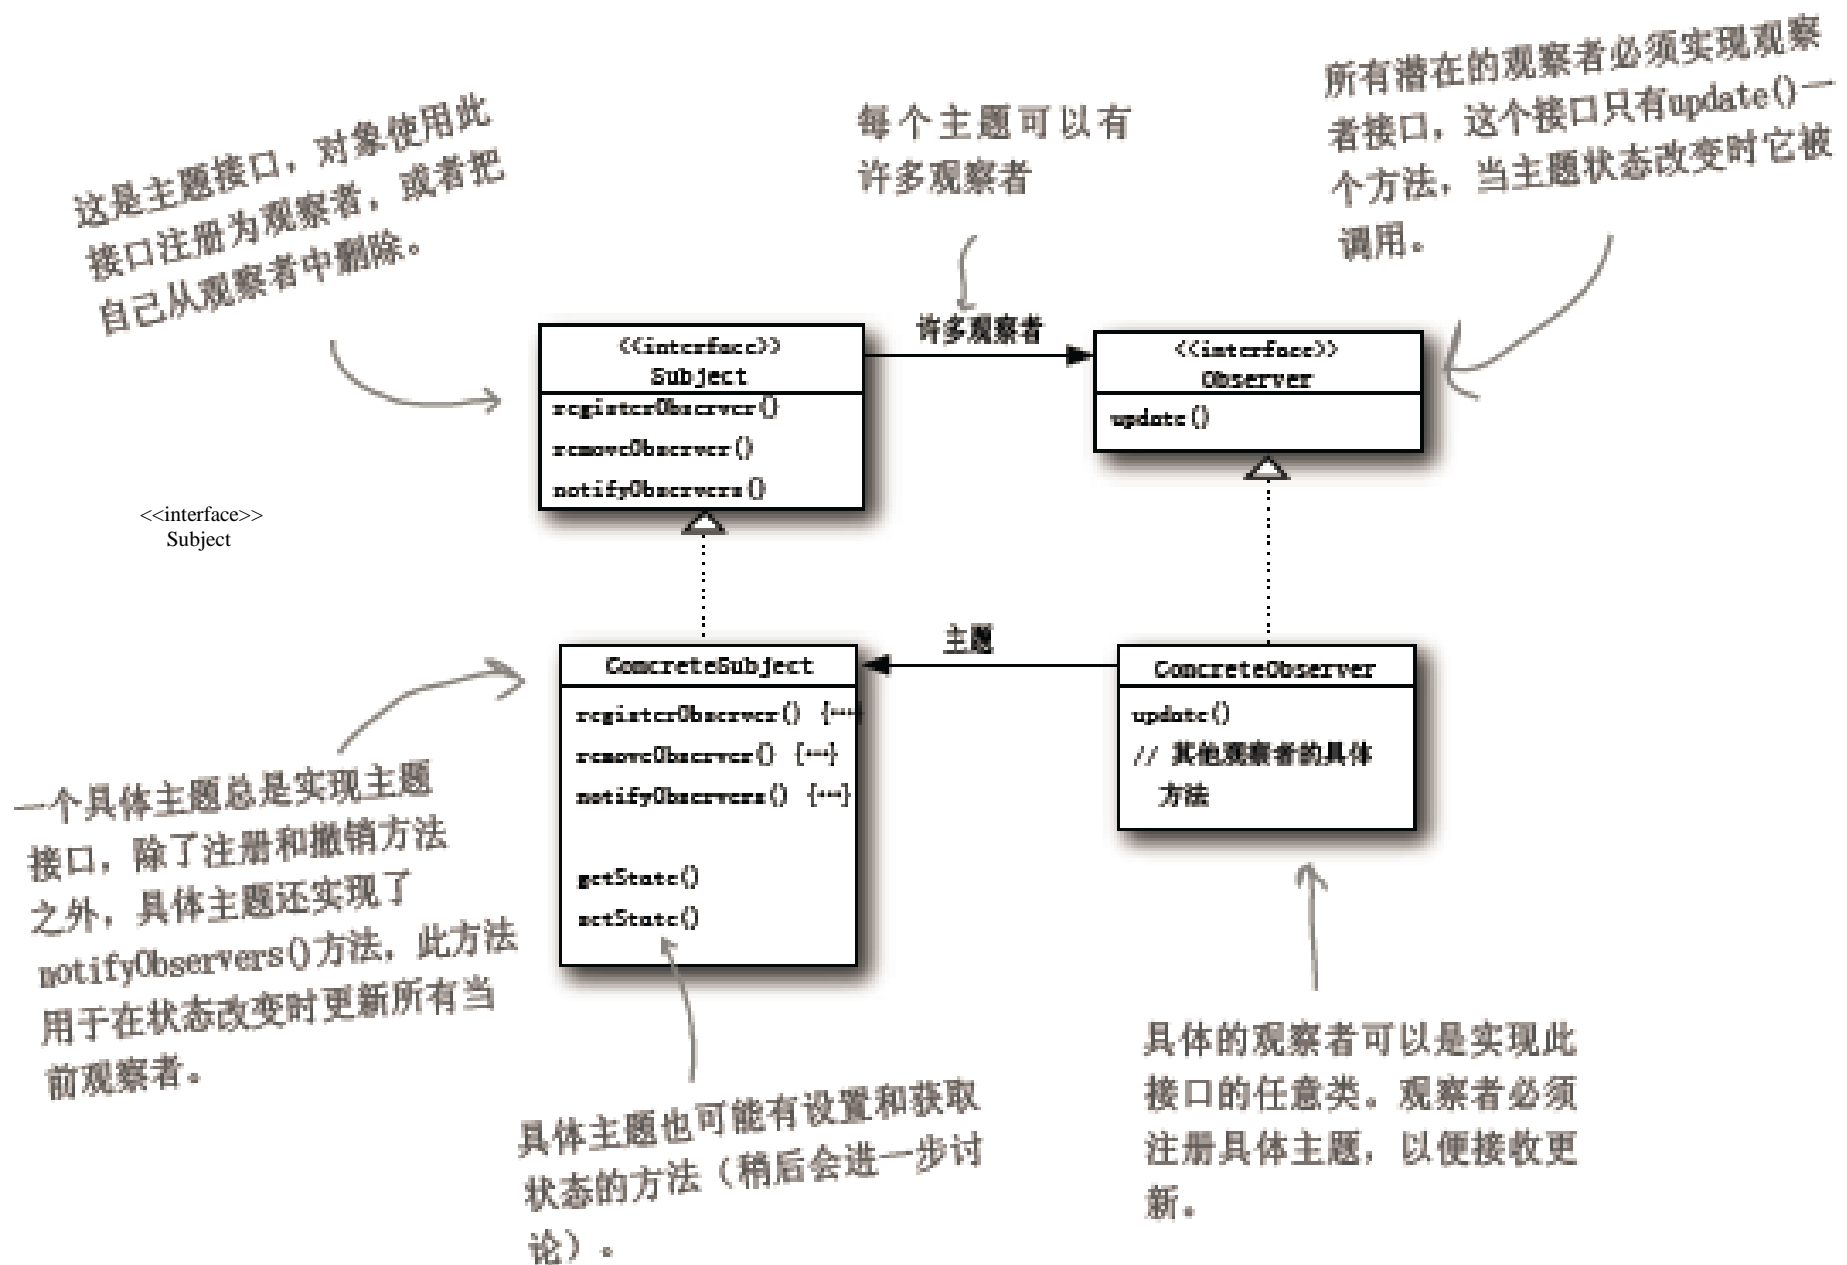 这是主题接口，对象使用此
接口注册为观察者，或者把
自己从观察者中删除。
每个主题可以有
许多观察者
所有潜在的观察者必须实现观察
者接口，这个接口只有update()一
个方法，当主题状态改变时它被
调用。
<<interface>>
Subject
registerObserver()
removeObserver()
notifyObservers()
许多观察者
<<interface>>
Observer
update()
<<interface>>
Subject
主题
ConcreteSubject
registerObserver() {…}
removeObserver() {…}
notifyObservers() {…}
getState()
setState()
ConcreteObserver
update()
// 其他观察者的具体
方法
一个具体主题总是实现主题
接口，除了注册和撤销方法
之外，具体主题还实现了
notifyObservers()方法，此方法
用于在状态改变时更新所有当
前观察者。
具体主题也可能有设置和获取
状态的方法（稍后会进一步讨
论）。
具体的观察者可以是实现此
接口的任意类。观察者必须
注册具体主题，以便接收更
新。